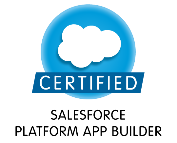 CERTIFIED
SALESFORCE
PLATFORM APP BUILDER